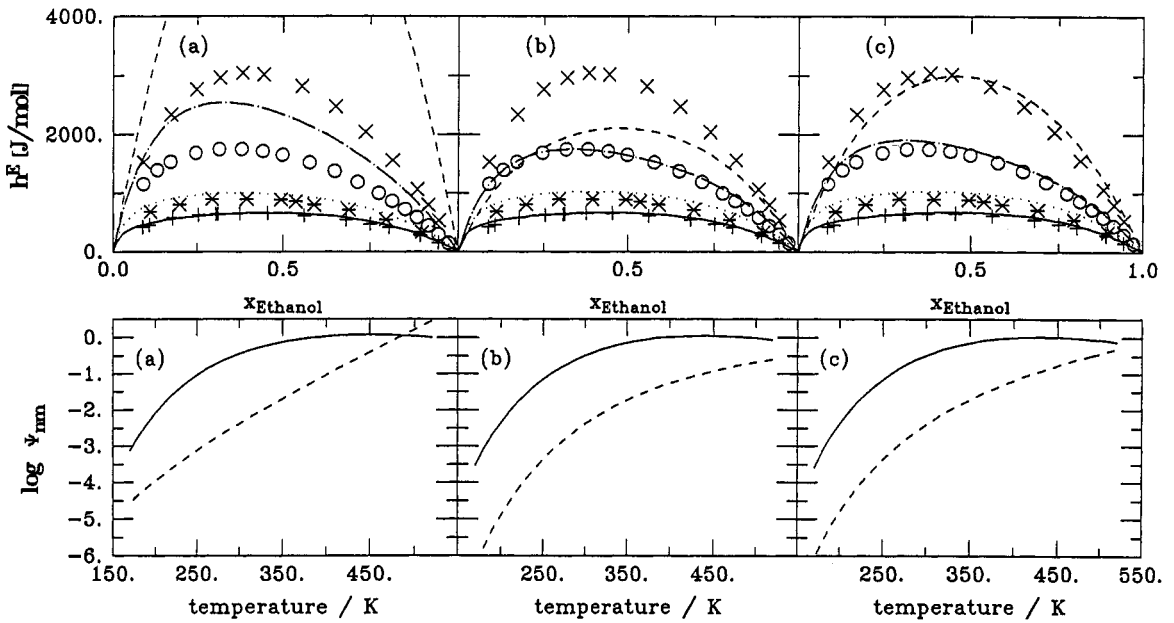 4000.
2000.
0.
h^E [J/mol]
(a)
(b)
(c)
0.0
0.5
0.5
0.5
1.0
x_Ethanol
x_Ethanol
x_Ethanol
0.
-1.
-2.
-3.
-4.
-5.
-6.
log Ψ_nm
(a)
(b)
(c)
150.
250.
350.
450.
250.
350.
450.
250.
350.
450.
550.
temperature / K
temperature / K
temperature / K